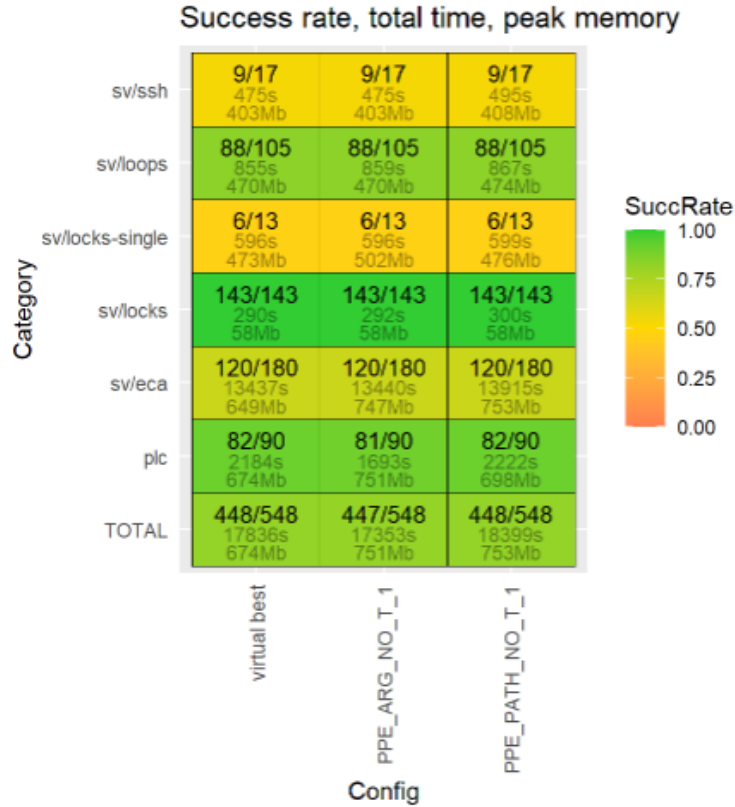 Success rate, total time, peak memory
sv/ssh
9/17
475s
403Mb
9/17
475s
403Mb
9/17
495s
408Mb
sv/loops
88/105
855s
470Mb
88/105
859s
470Mb
88/105
867s
474Mb
sv/locks-single
6/13
596s
473Mb
6/13
596s
502Mb
6/13
599s
476Mb
sv/locks
143/143
290s
58Mb
143/143
292s
58Mb
143/143
300s
58Mb
sv/eca
120/180
13437s
649Mb
120/180
13440s
747Mb
120/180
13915s
753Mb
plc
82/90
2184s
674Mb
81/90
1693s
751Mb
82/90
2222s
698Mb
TOTAL
448/548
17836s
674Mb
447/548
17353s
751Mb
448/548
18399s
753Mb
Category
virtual best
PPE_ARG_NO_T_1
PPE_PATH_NO_T_1
Config
SuccRate
1.00
0.75
0.50
0.25
0.00